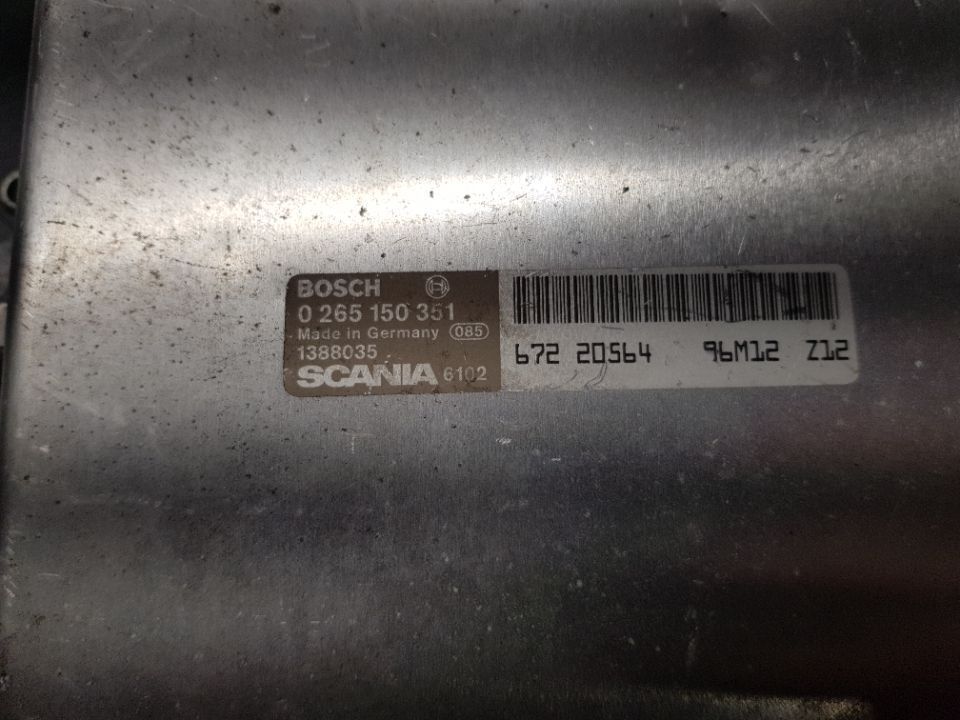 BOSCH
0 265 150 351
Made in Germany 085
1388035
SCANIA 6102
672 20564 96M12 Z12